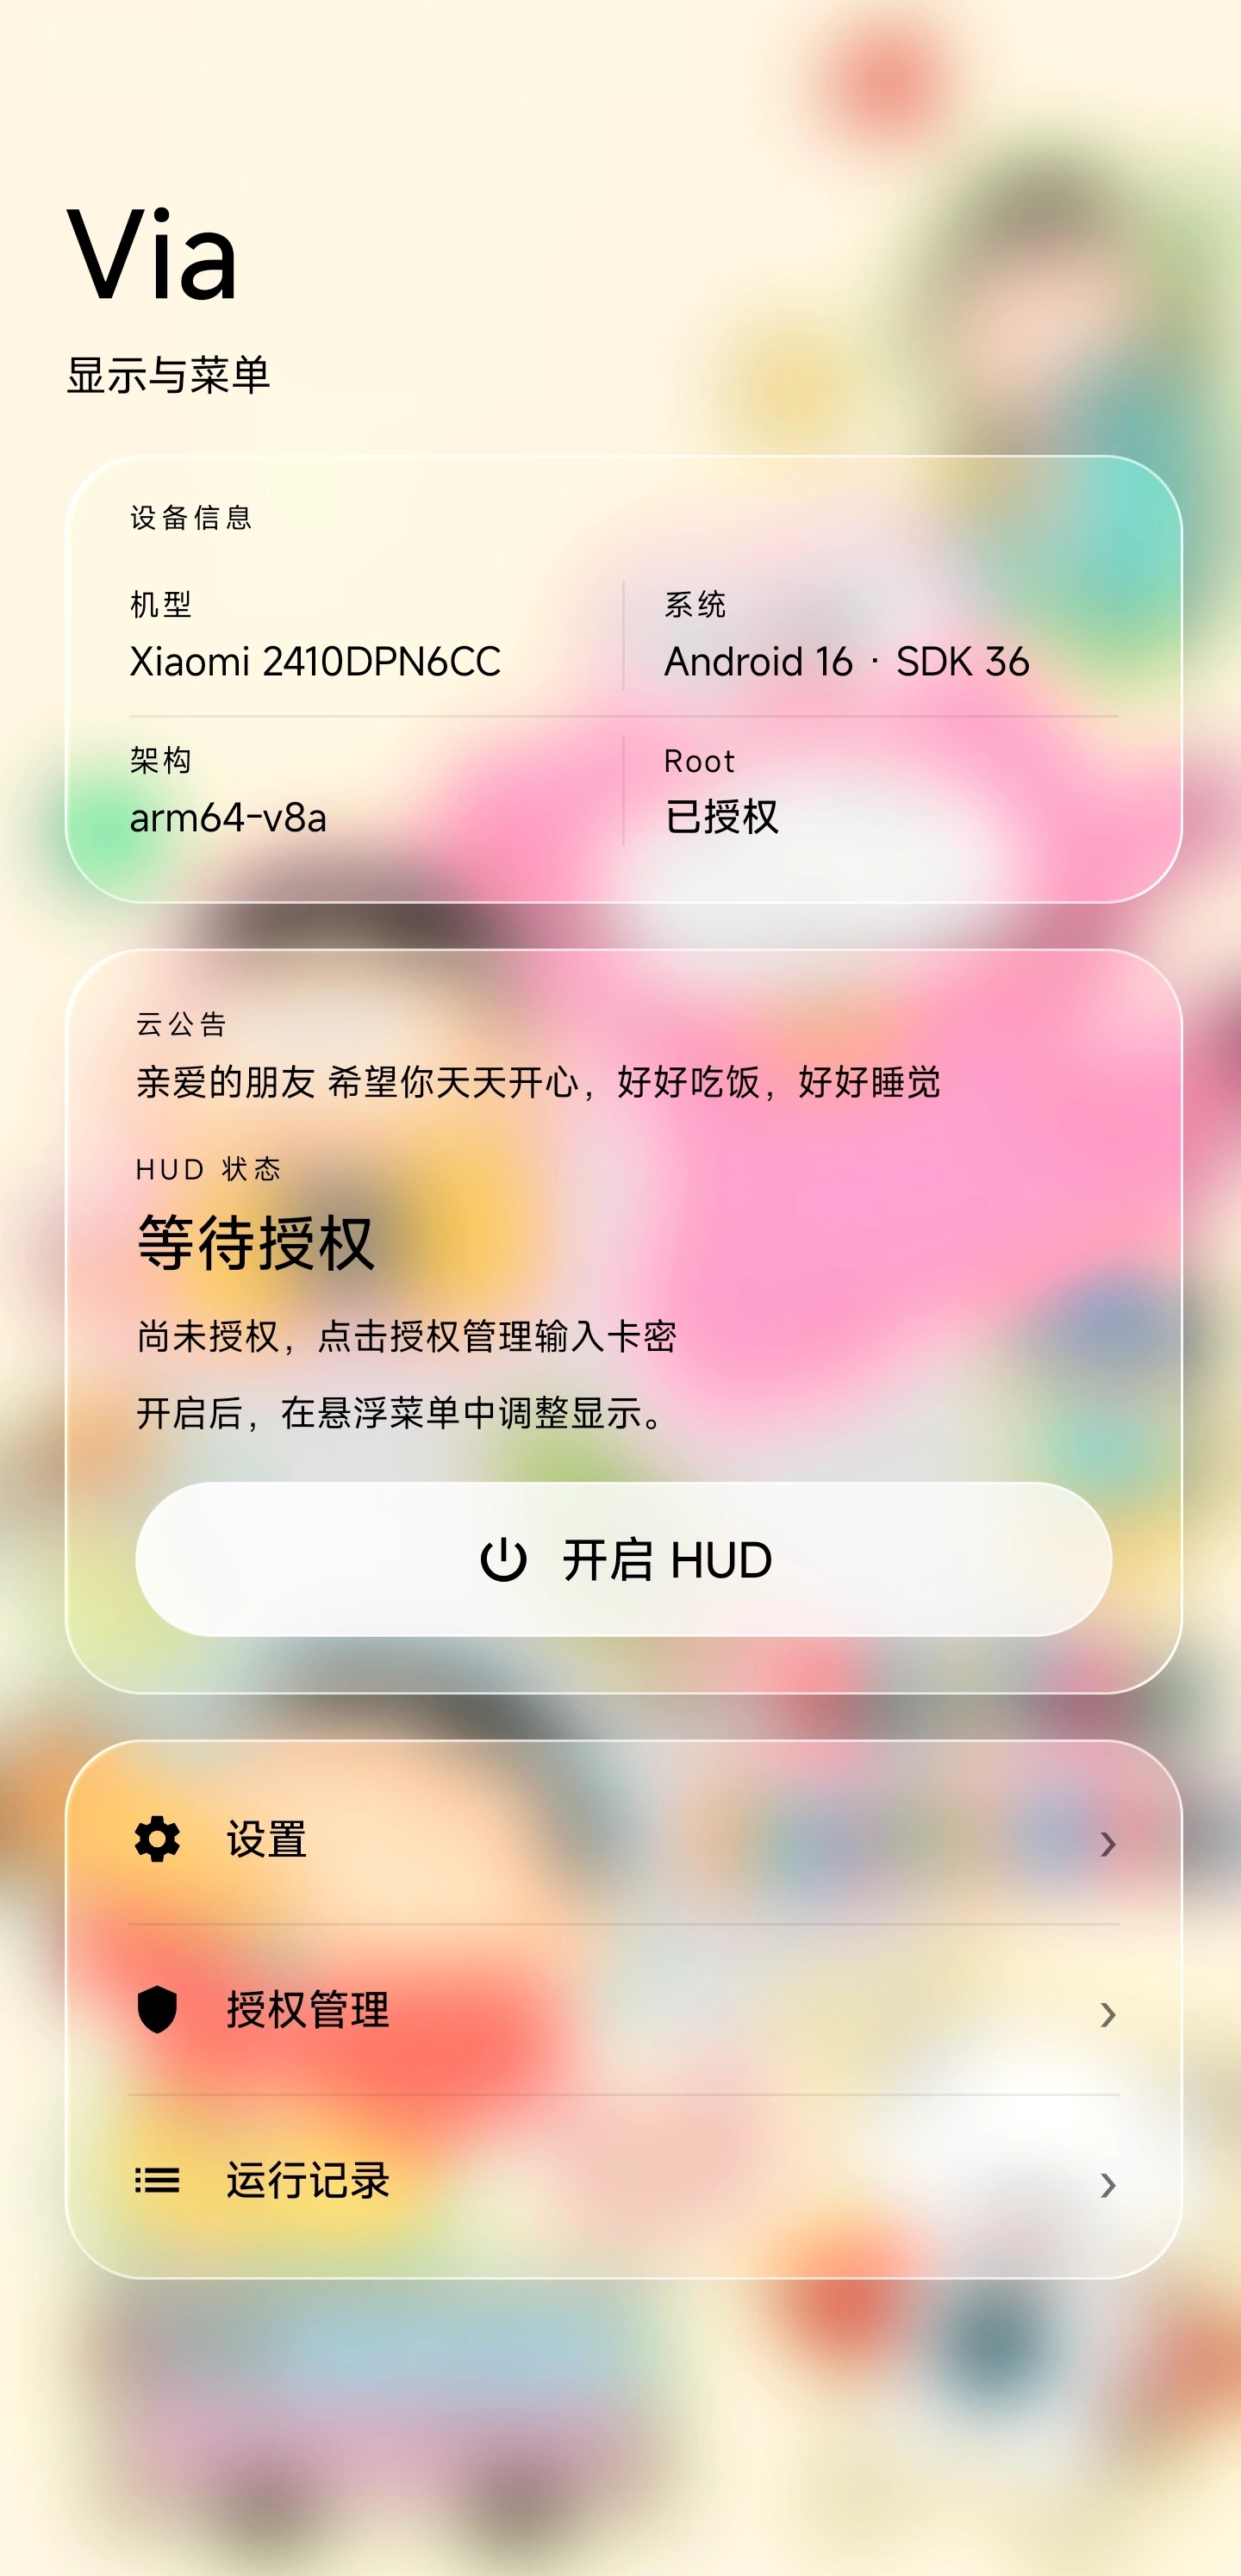 Via
显示与菜单
设备信息
机型
系统
Xiaomi 2410DPN6CC
Android 16 · SDK 36
架构
Root
arm64-v8a
已授权
云公告
亲爱的朋友 希望你天天开心，好好吃饭，好好睡觉
HUD 状态
等待授权
尚未授权，点击授权管理输入卡密
开启后，在悬浮菜单中调整显示。
开启 HUD
设置
授权管理
运行记录